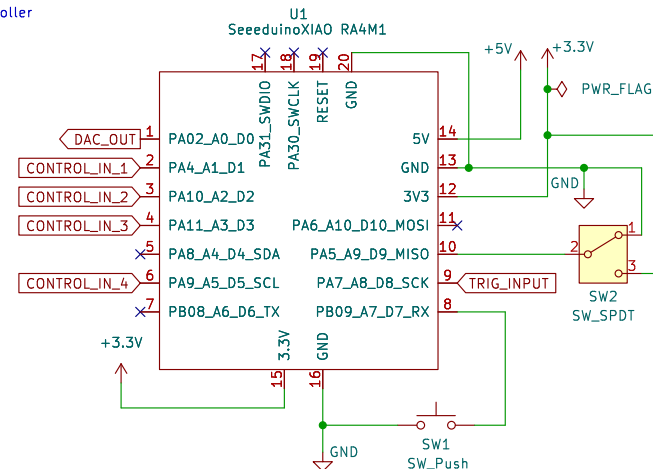 oller
U1
SeeeduinoXIAO RA4M1
+5V
+3.3V
PWR_FLAG
17
18
19
20
PA31_SWDIO
PA30_SWCLK
RESET
GND
DAC_OUT
1
PA02_A0_D0
5V
14
CONTROL_IN_1
2
PA4_A1_D1
GND
13
CONTROL_IN_2
3
PA10_A2_D2
3V3
12
GND
CONTROL_IN_3
4
PA11_A3_D3
PA6_A10_D10_MOSI
11
5
PA8_A4_D4_SDA
PA5_A9_D9_MISO
10
2
1
3
CONTROL_IN_4
6
PA9_A5_D5_SCL
PA7_A8_D8_SCK
9
TRIG_INPUT
SW2
SW_SPDT
7
PB08_A6_D6_TX
PB09_A7_D7_RX
8
+3.3V
3.3V
GND
15
16
GND
SW1
SW_Push